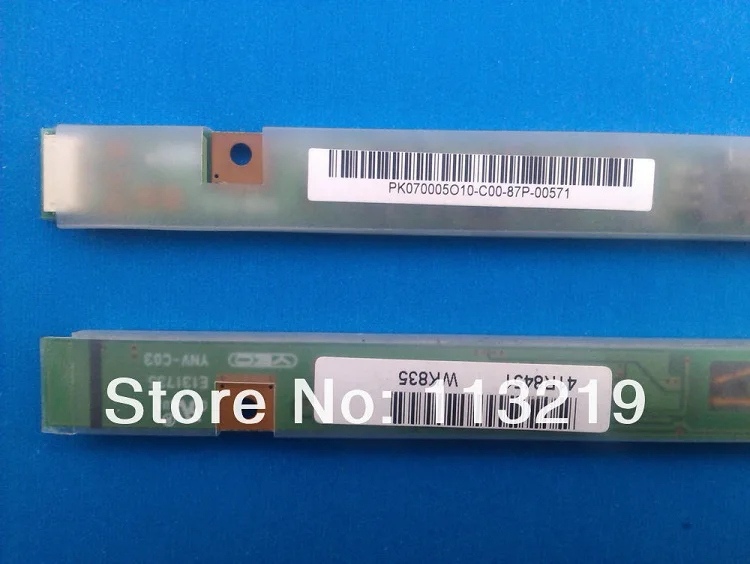 PK070005O10-C00-87P-00571
YNV-C03
WK835
Store No: 113219